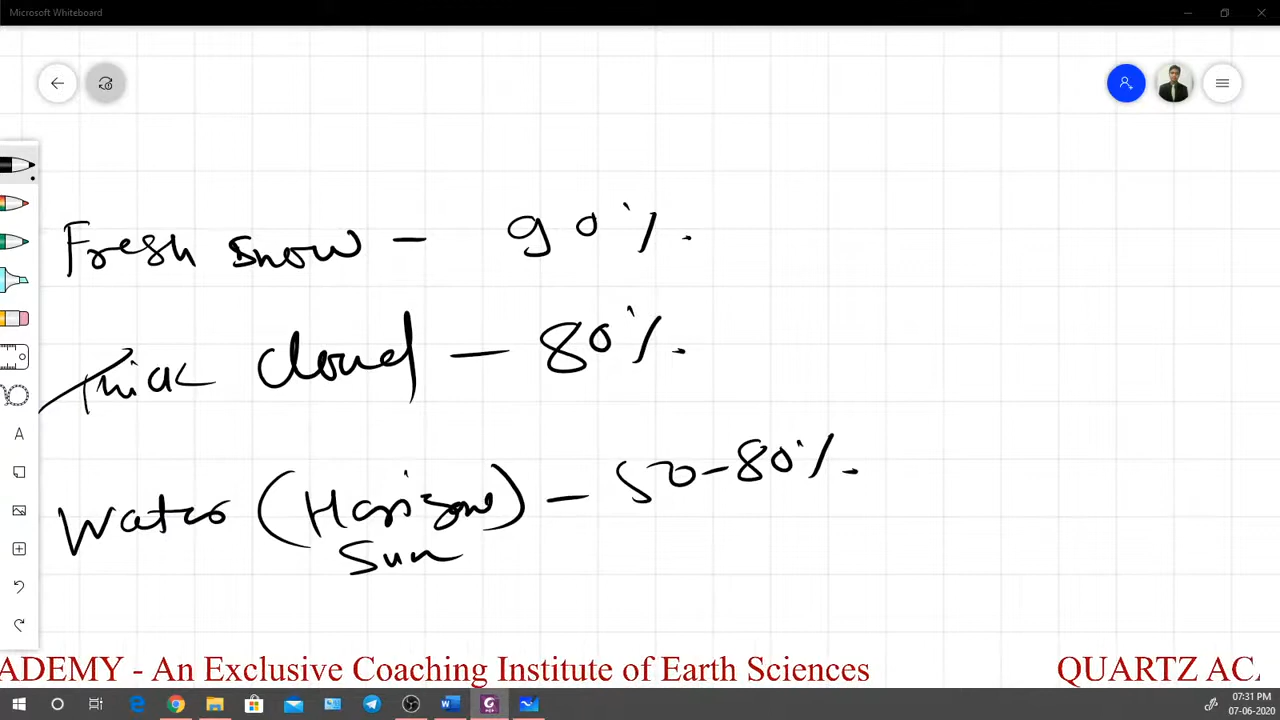 Microsoft Whiteboard
Fresh snow - 90%.
Thick cloud - 80%.
Water (Horizon) - 50-80%.
Sun
ADEMY - An Exclusive Coaching Institute of Earth Sciences QUARTZ AC.
07:31 PM
07-06-2020